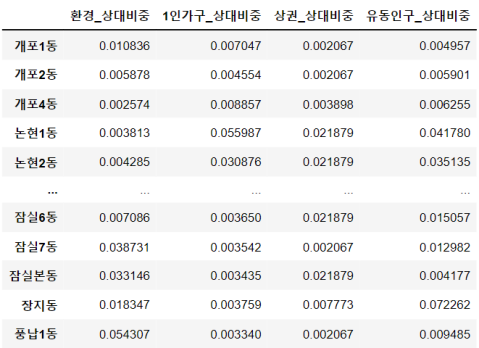 환경_상대비중 1인가구_상대비중 상권_상대비중 유동인구_상대비중
개포1동 0.010836 0.007047 0.002067 0.004957
개포2동 0.005878 0.004554 0.002067 0.005901
개포4동 0.002574 0.008857 0.003898 0.006255
논현1동 0.003813 0.055987 0.021879 0.041780
논현2동 0.004285 0.030876 0.021879 0.035135
... ... ... ... ...
잠실6동 0.007086 0.003650 0.021879 0.015057
잠실7동 0.038731 0.003542 0.002067 0.012982
잠실본동 0.033146 0.003435 0.021879 0.004177
장지동 0.018347 0.003759 0.007773 0.072262
풍납1동 0.054307 0.003340 0.002067 0.009485